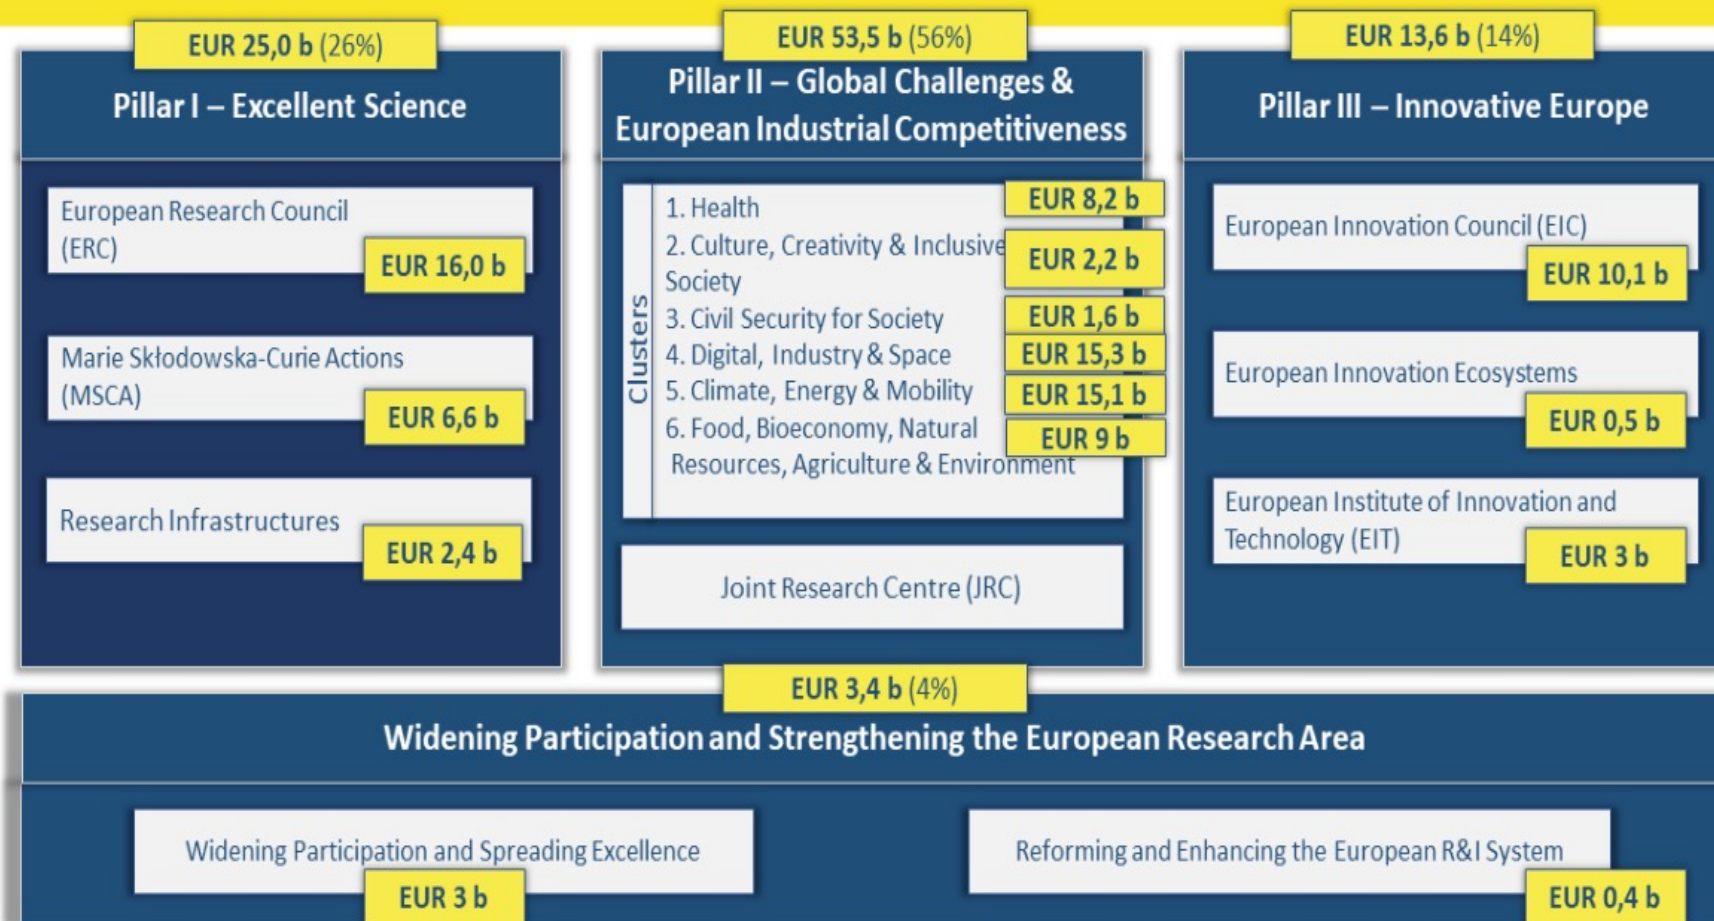 EUR 25,0 b (26%)
Pillar I – Excellent Science
European Research Council
(ERC)
EUR 16,0 b
Marie Skłodowska-Curie Actions
(MSCA)
EUR 6,6 b
Research Infrastructures
EUR 2,4 b
EUR 53,5 b (56%)
Pillar II – Global Challenges &
European Industrial Competitiveness
Clusters
1. Health
EUR 8,2 b
2. Culture, Creativity & Inclusive
Society
EUR 2,2 b
3. Civil Security for Society
EUR 1,6 b
4. Digital, Industry & Space
EUR 15,3 b
5. Climate, Energy & Mobility
EUR 15,1 b
6. Food, Bioeconomy, Natural
Resources, Agriculture & Environment
EUR 9 b
Joint Research Centre (JRC)
EUR 13,6 b (14%)
Pillar III – Innovative Europe
European Innovation Council (EIC)
EUR 10,1 b
European Innovation Ecosystems
EUR 0,5 b
European Institute of Innovation and
Technology (EIT)
EUR 3 b
EUR 3,4 b (4%)
Widening Participation and Strengthening the European Research Area
Widening Participation and Spreading Excellence
EUR 3 b
Reforming and Enhancing the European R&I System
EUR 0,4 b